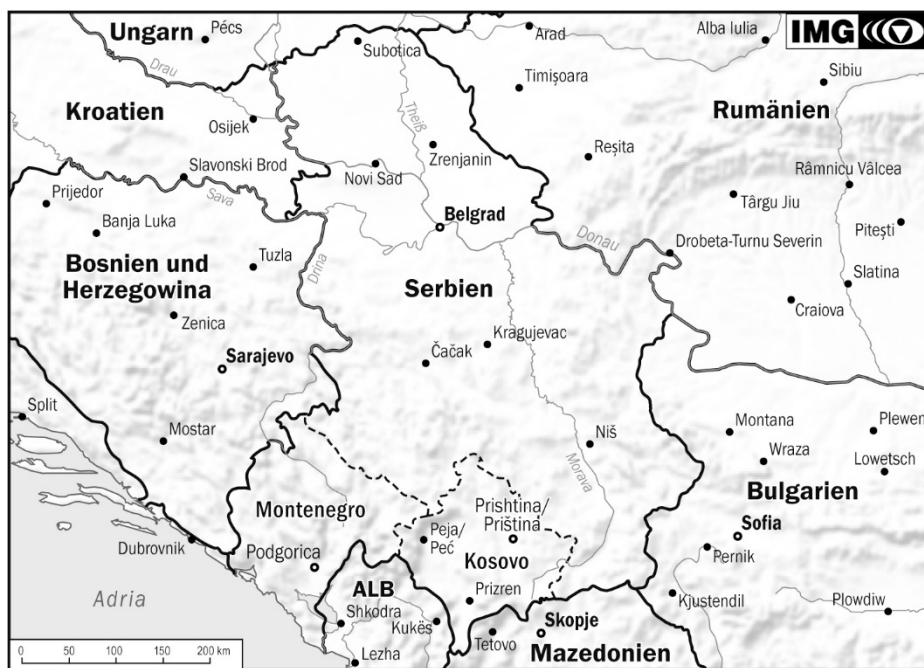 Ungarn
Pécs
Subotica
Arad
Alba Iulia
IMG
Drau
Timișoara
Sibiu
Kroatien
Theiß
Rumänien
Osijek
Zrenjanin
Reșita
Slavonski Brod
Novi Sad
Râmnicu Vâlcea
Prijedor
Sava
Târgu Jiu
Banja Luka
Belgrad
Donau
Pitești
Drobeta-Turnu Severin
Tuzla
Drina
Bosnien und
Herzegowina
Serbien
Slatina
Zenica
Craiova
Kragujevac
Sarajevo
Čačak
Split
Mostar
Niš
Montana
Plewen
Wraza
Lowetsch
Morava
Bulgarien
Montenegro
Prishtina/
Priština
Sofia
Peja/
Peć
Dubrovnik
Podgorica
Kosovo
Pernik
ALB
Prizren
Adria
Shkodra
Kjustendil
Plowdiw
Kukës
Skopje
Tetovo
Mazedonien
Lezha
0 50 100 150 200 km